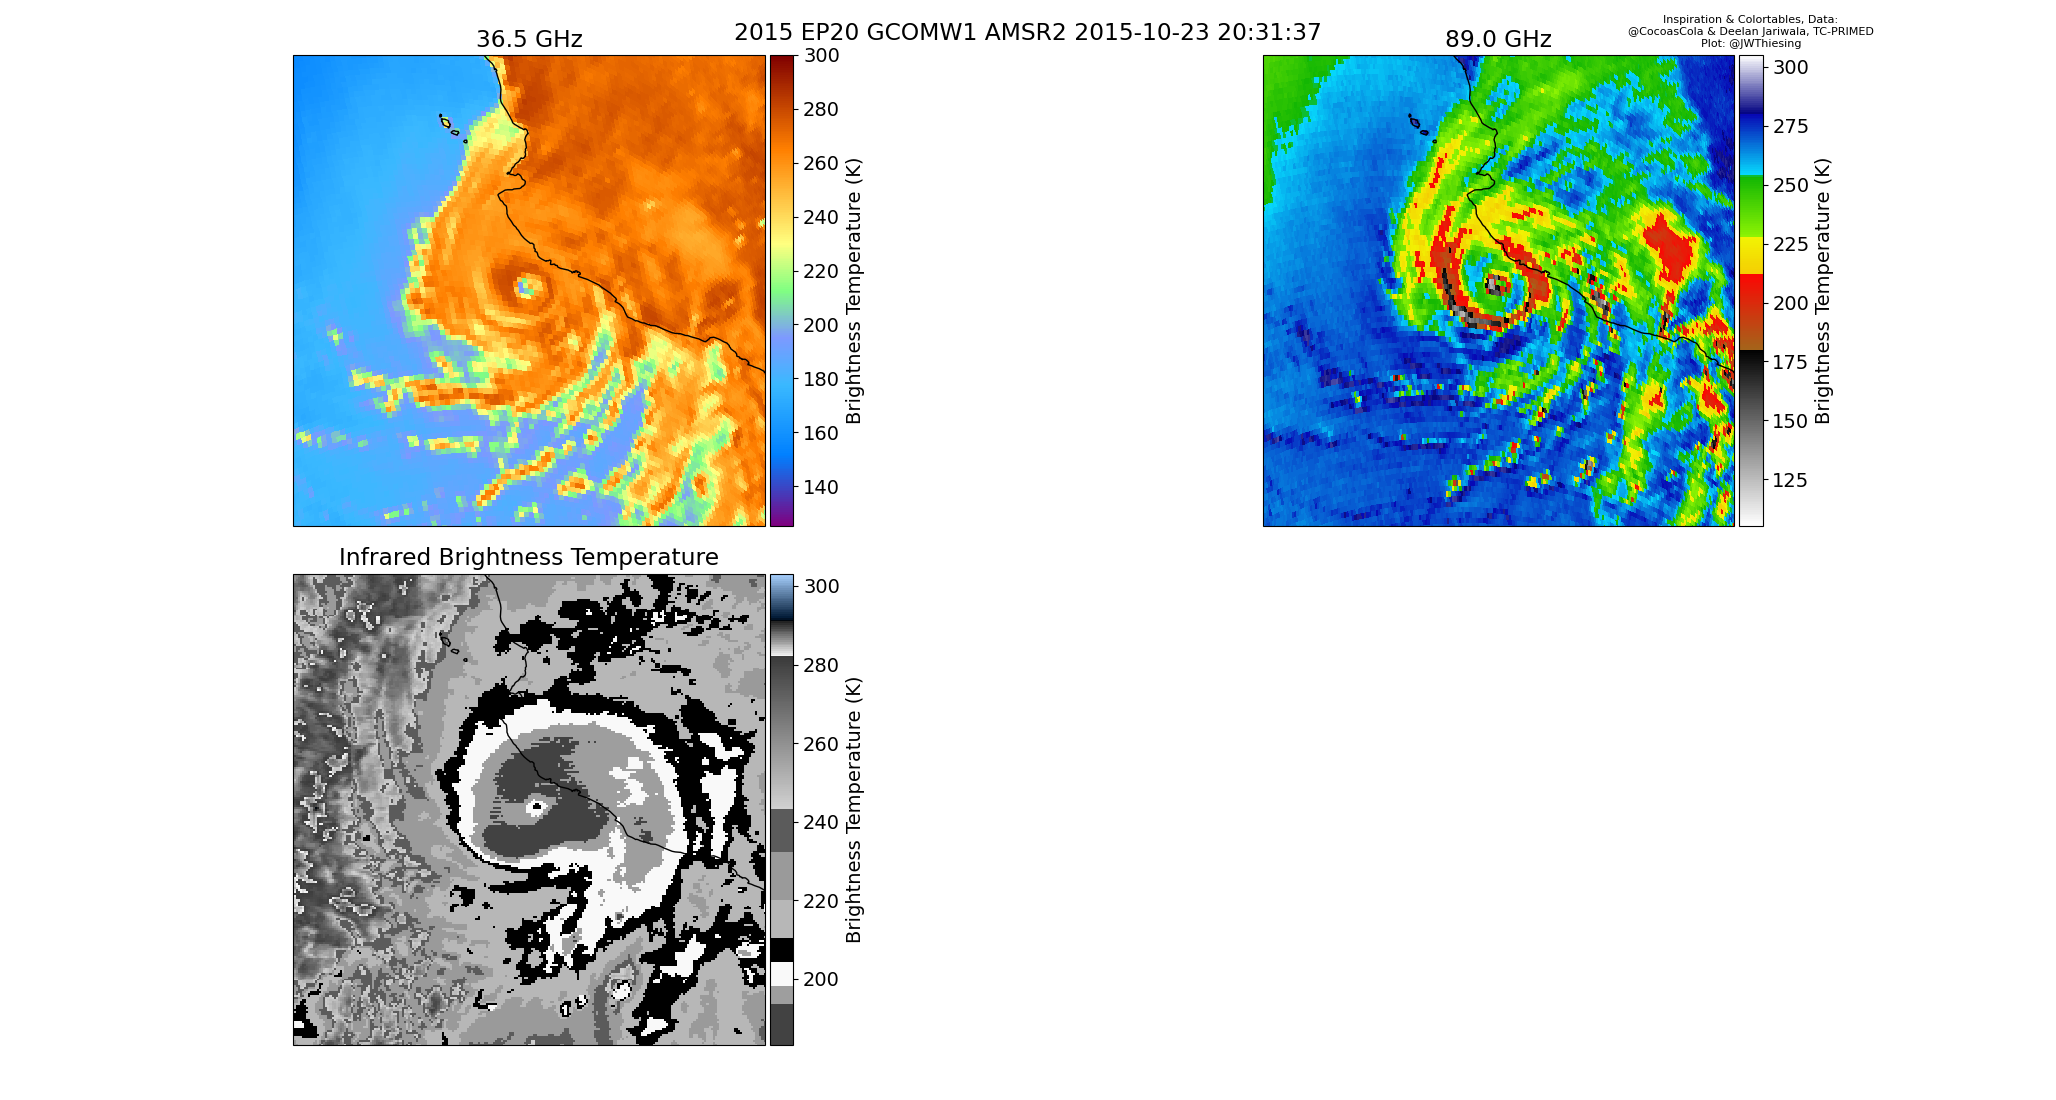 2015 EP20 GCOMW1 AMSR2 2015-10-23 20:31:37
Inspiration & Colortables, Data:
@CocoasCola & Deelan Jariwala, TC-PRIMED
Plot: @JWThiesing
36.5 GHz
300
280
260
240
220
200
180
160
140
Brightness Temperature (K)
89.0 GHz
300
275
250
225
200
175
150
125
Brightness Temperature (K)
Infrared Brightness Temperature
300
280
260
240
220
200
Brightness Temperature (K)